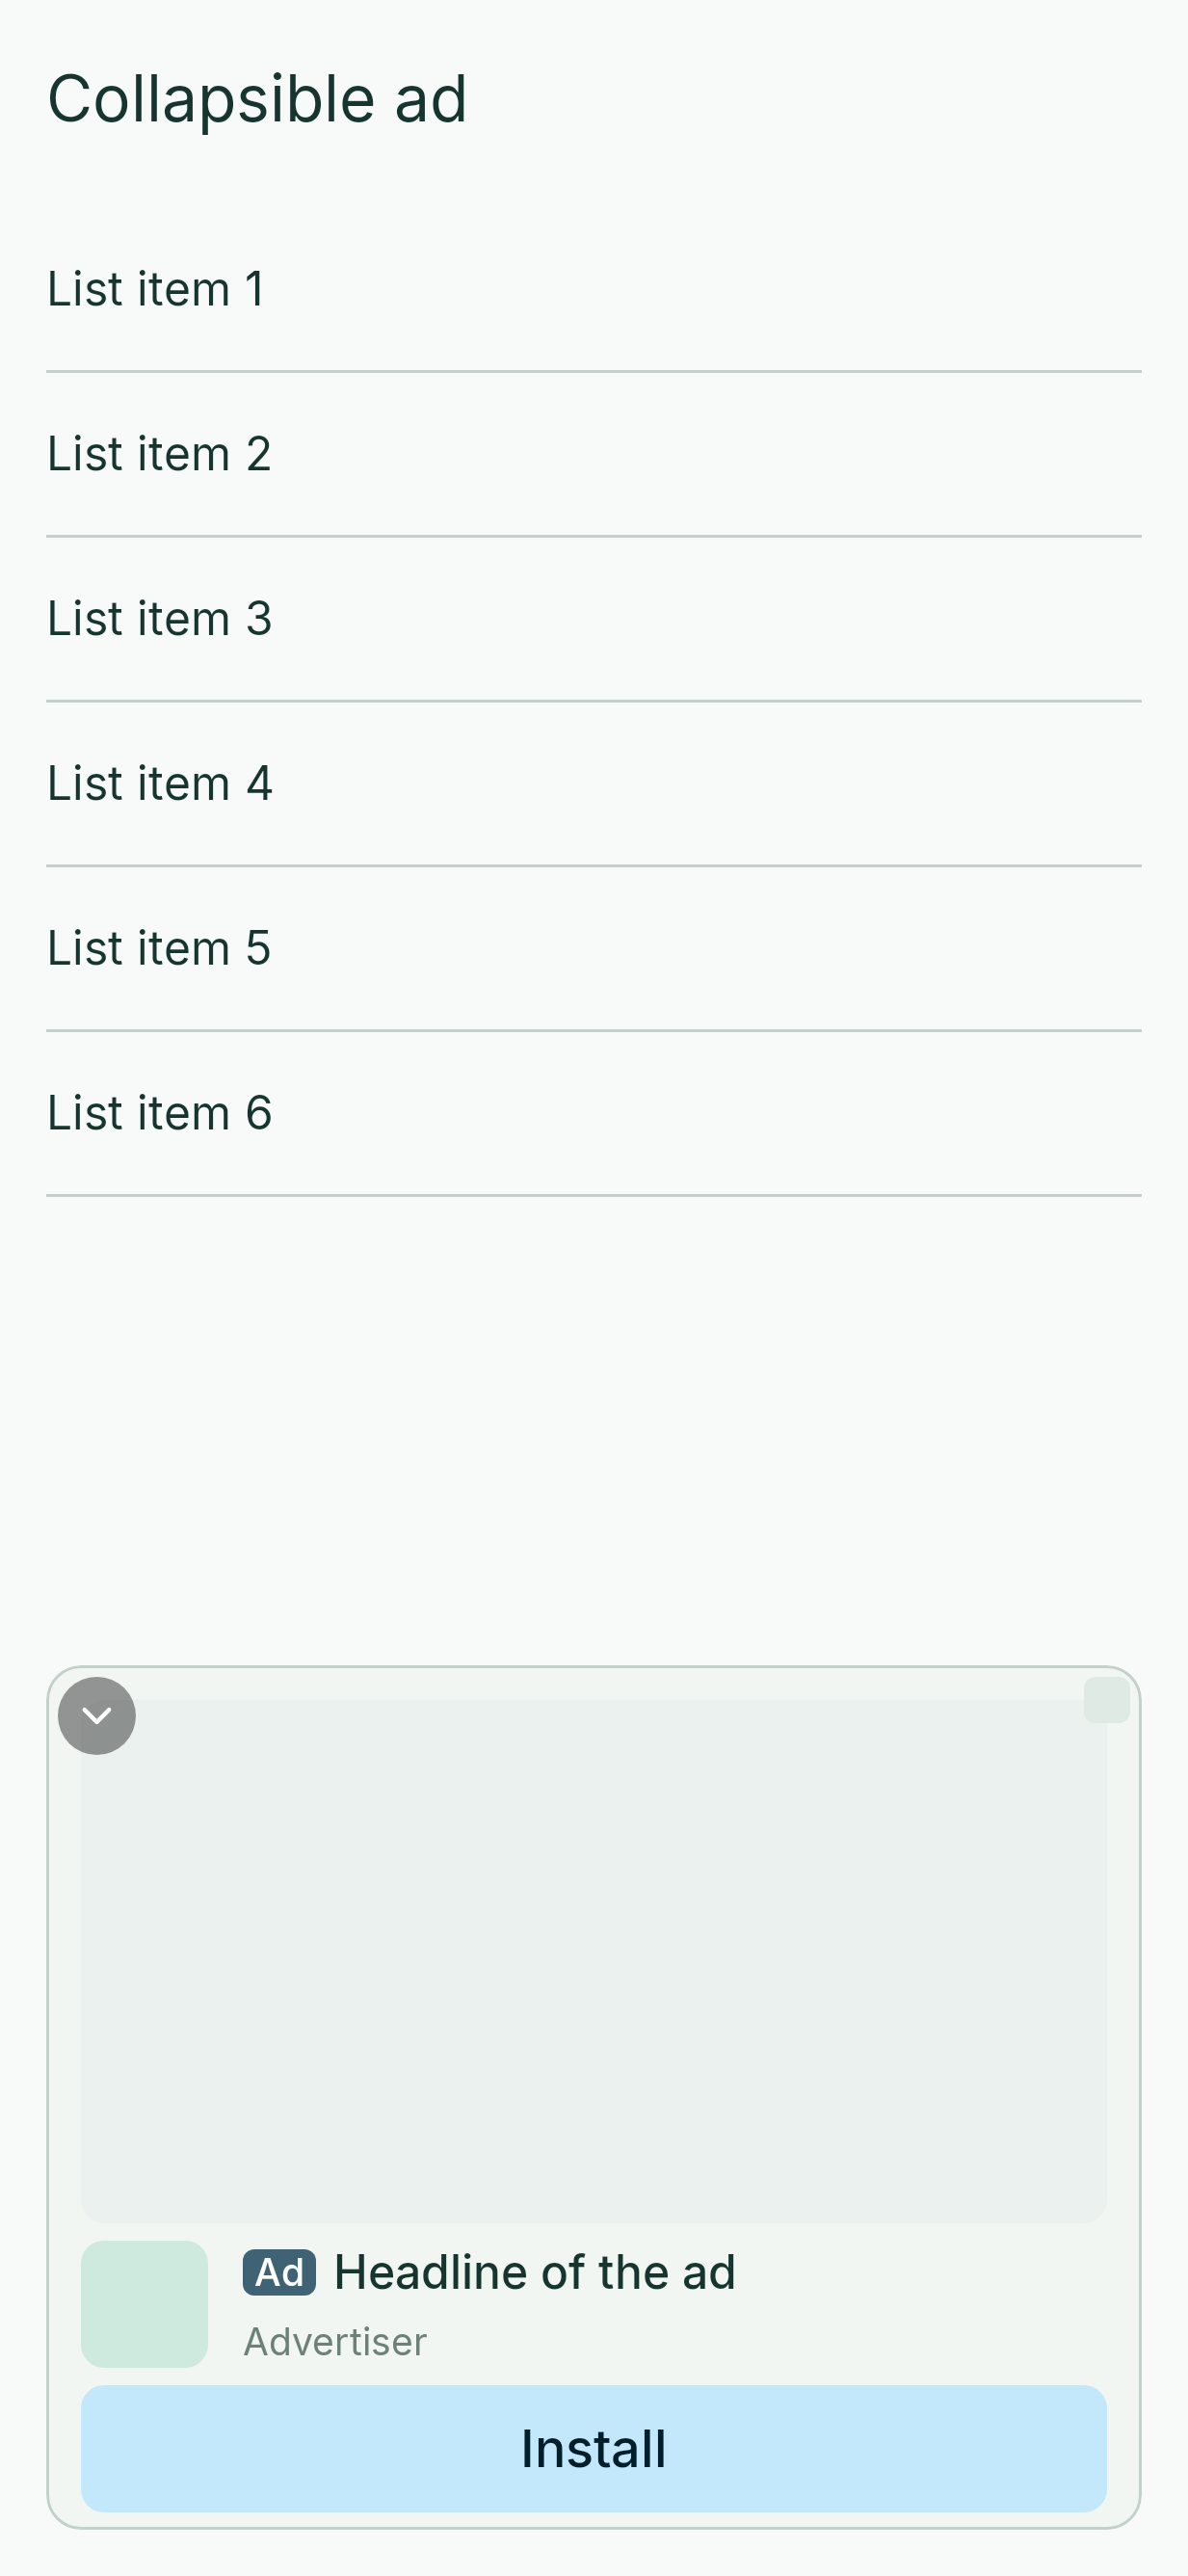 Collapsible ad
List item 1
List item 2
List item 3
List item 4
List item 5
List item 6
Ad Headline of the ad
Advertiser
Install